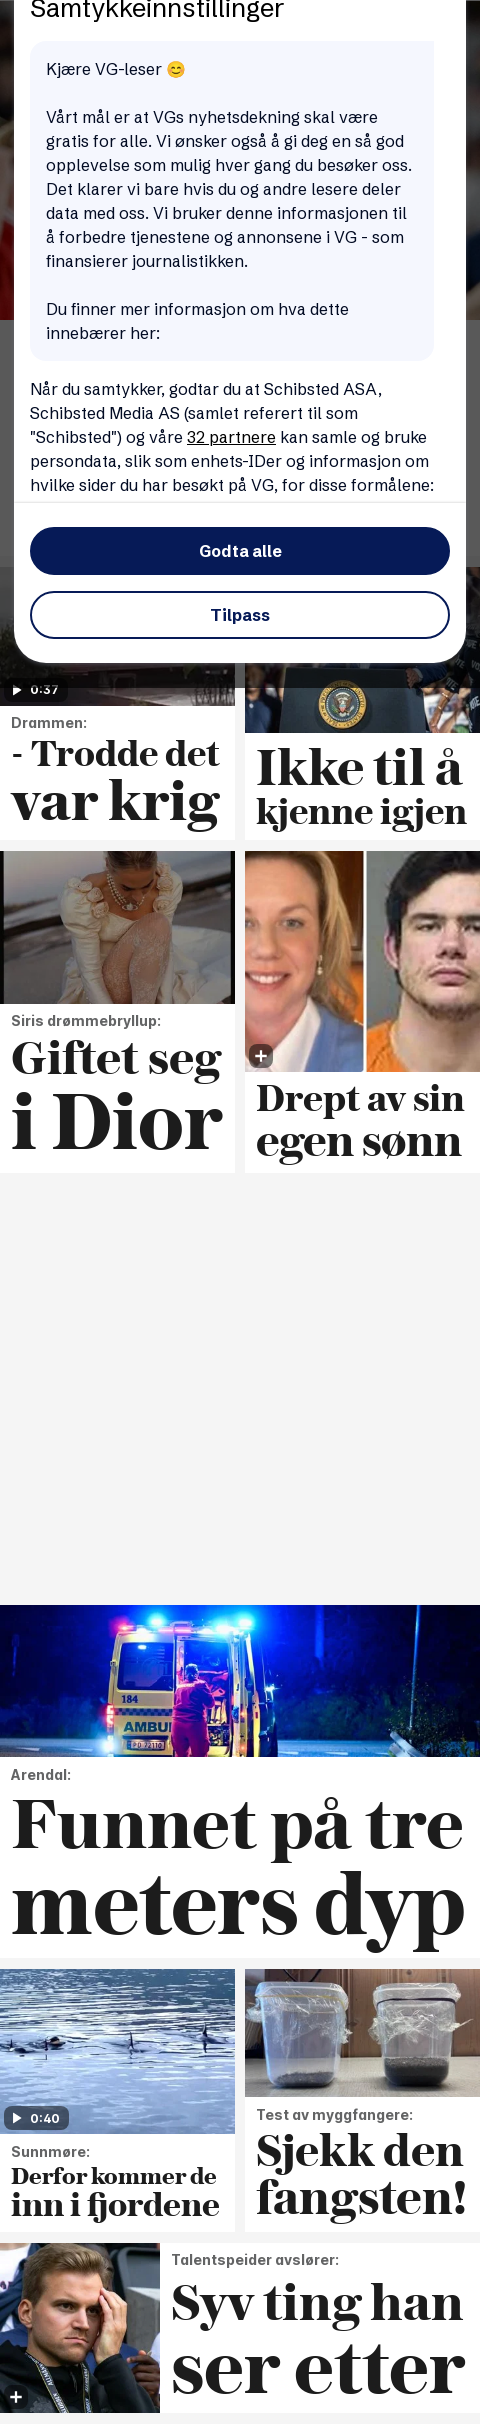 Samtykkeinnstillinger
Kjære VG-leser 😊
Vårt mål er at VGs nyhetsdekning skal være
gratis for alle. Vi ønsker også å gi deg en så god
opplevelse som mulig hver gang du besøker oss.
Det klarer vi bare hvis du og andre lesere deler
data med oss. Vi bruker denne informasjonen til
å forbedre tjenestene og annonsene i VG - som
finansierer journalistikken.
Du finner mer informasjon om hva dette
innebærer her:
Når du samtykker, godtar du at Schibsted ASA,
Schibsted Media AS (samlet referert til som
"Schibsted") og våre 32 partnere kan samle og bruke
persondata, slik som enhets-IDer og informasjon om
hvilke sider du har besøkt på VG, for disse formålene:
Godta alle
Tilpass
0:37
Drammen:
- Trodde det
var krig
Ikke til å
kjenne igjen
Siris drømmebryllup:
Giftet seg
i Dior
Drept av sin
egen sønn
184
AMBU
Arendal:
Funnet på tre
meters dyp
0:40
Sunnmøre:
Derfor kommer de
inn i fjordene
Test av myggfangere:
Sjekk den
fangsten!
Talentspeider avslører:
Syv ting han
ser etter